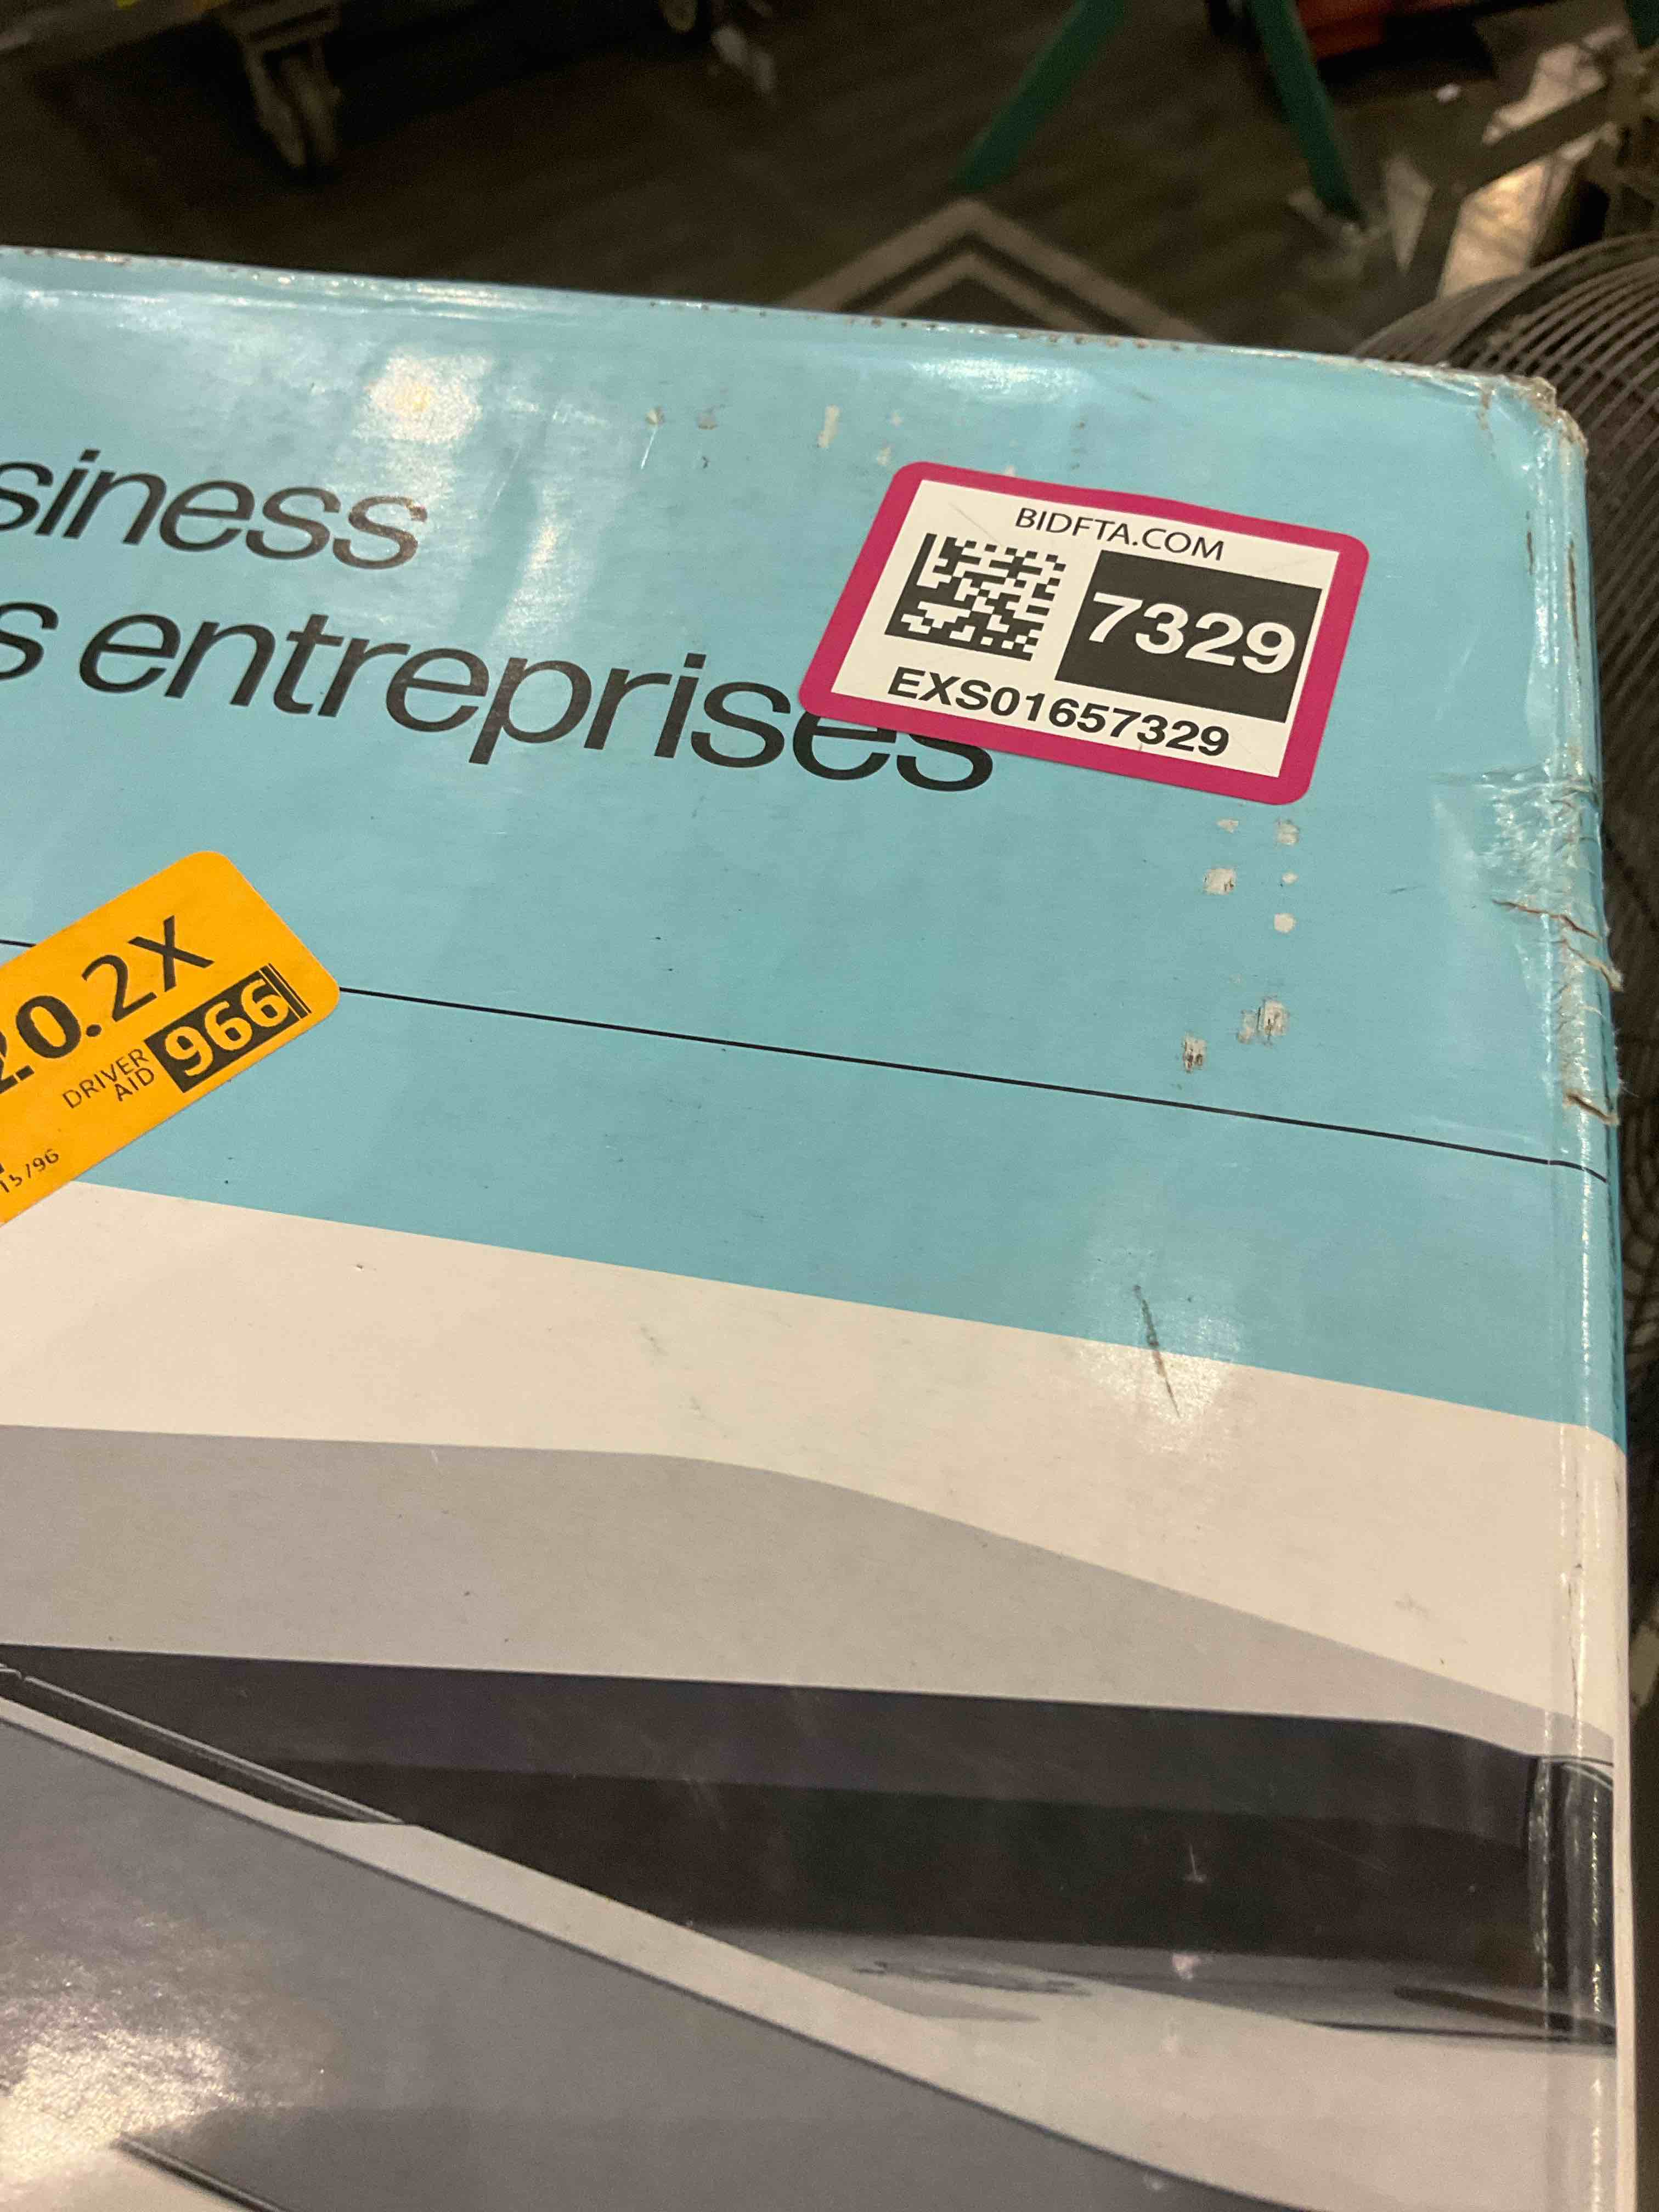 siness
s entreprises
BIDFTA.COM
7329
EXS01657329
20.2X
DRIVER
AID
966